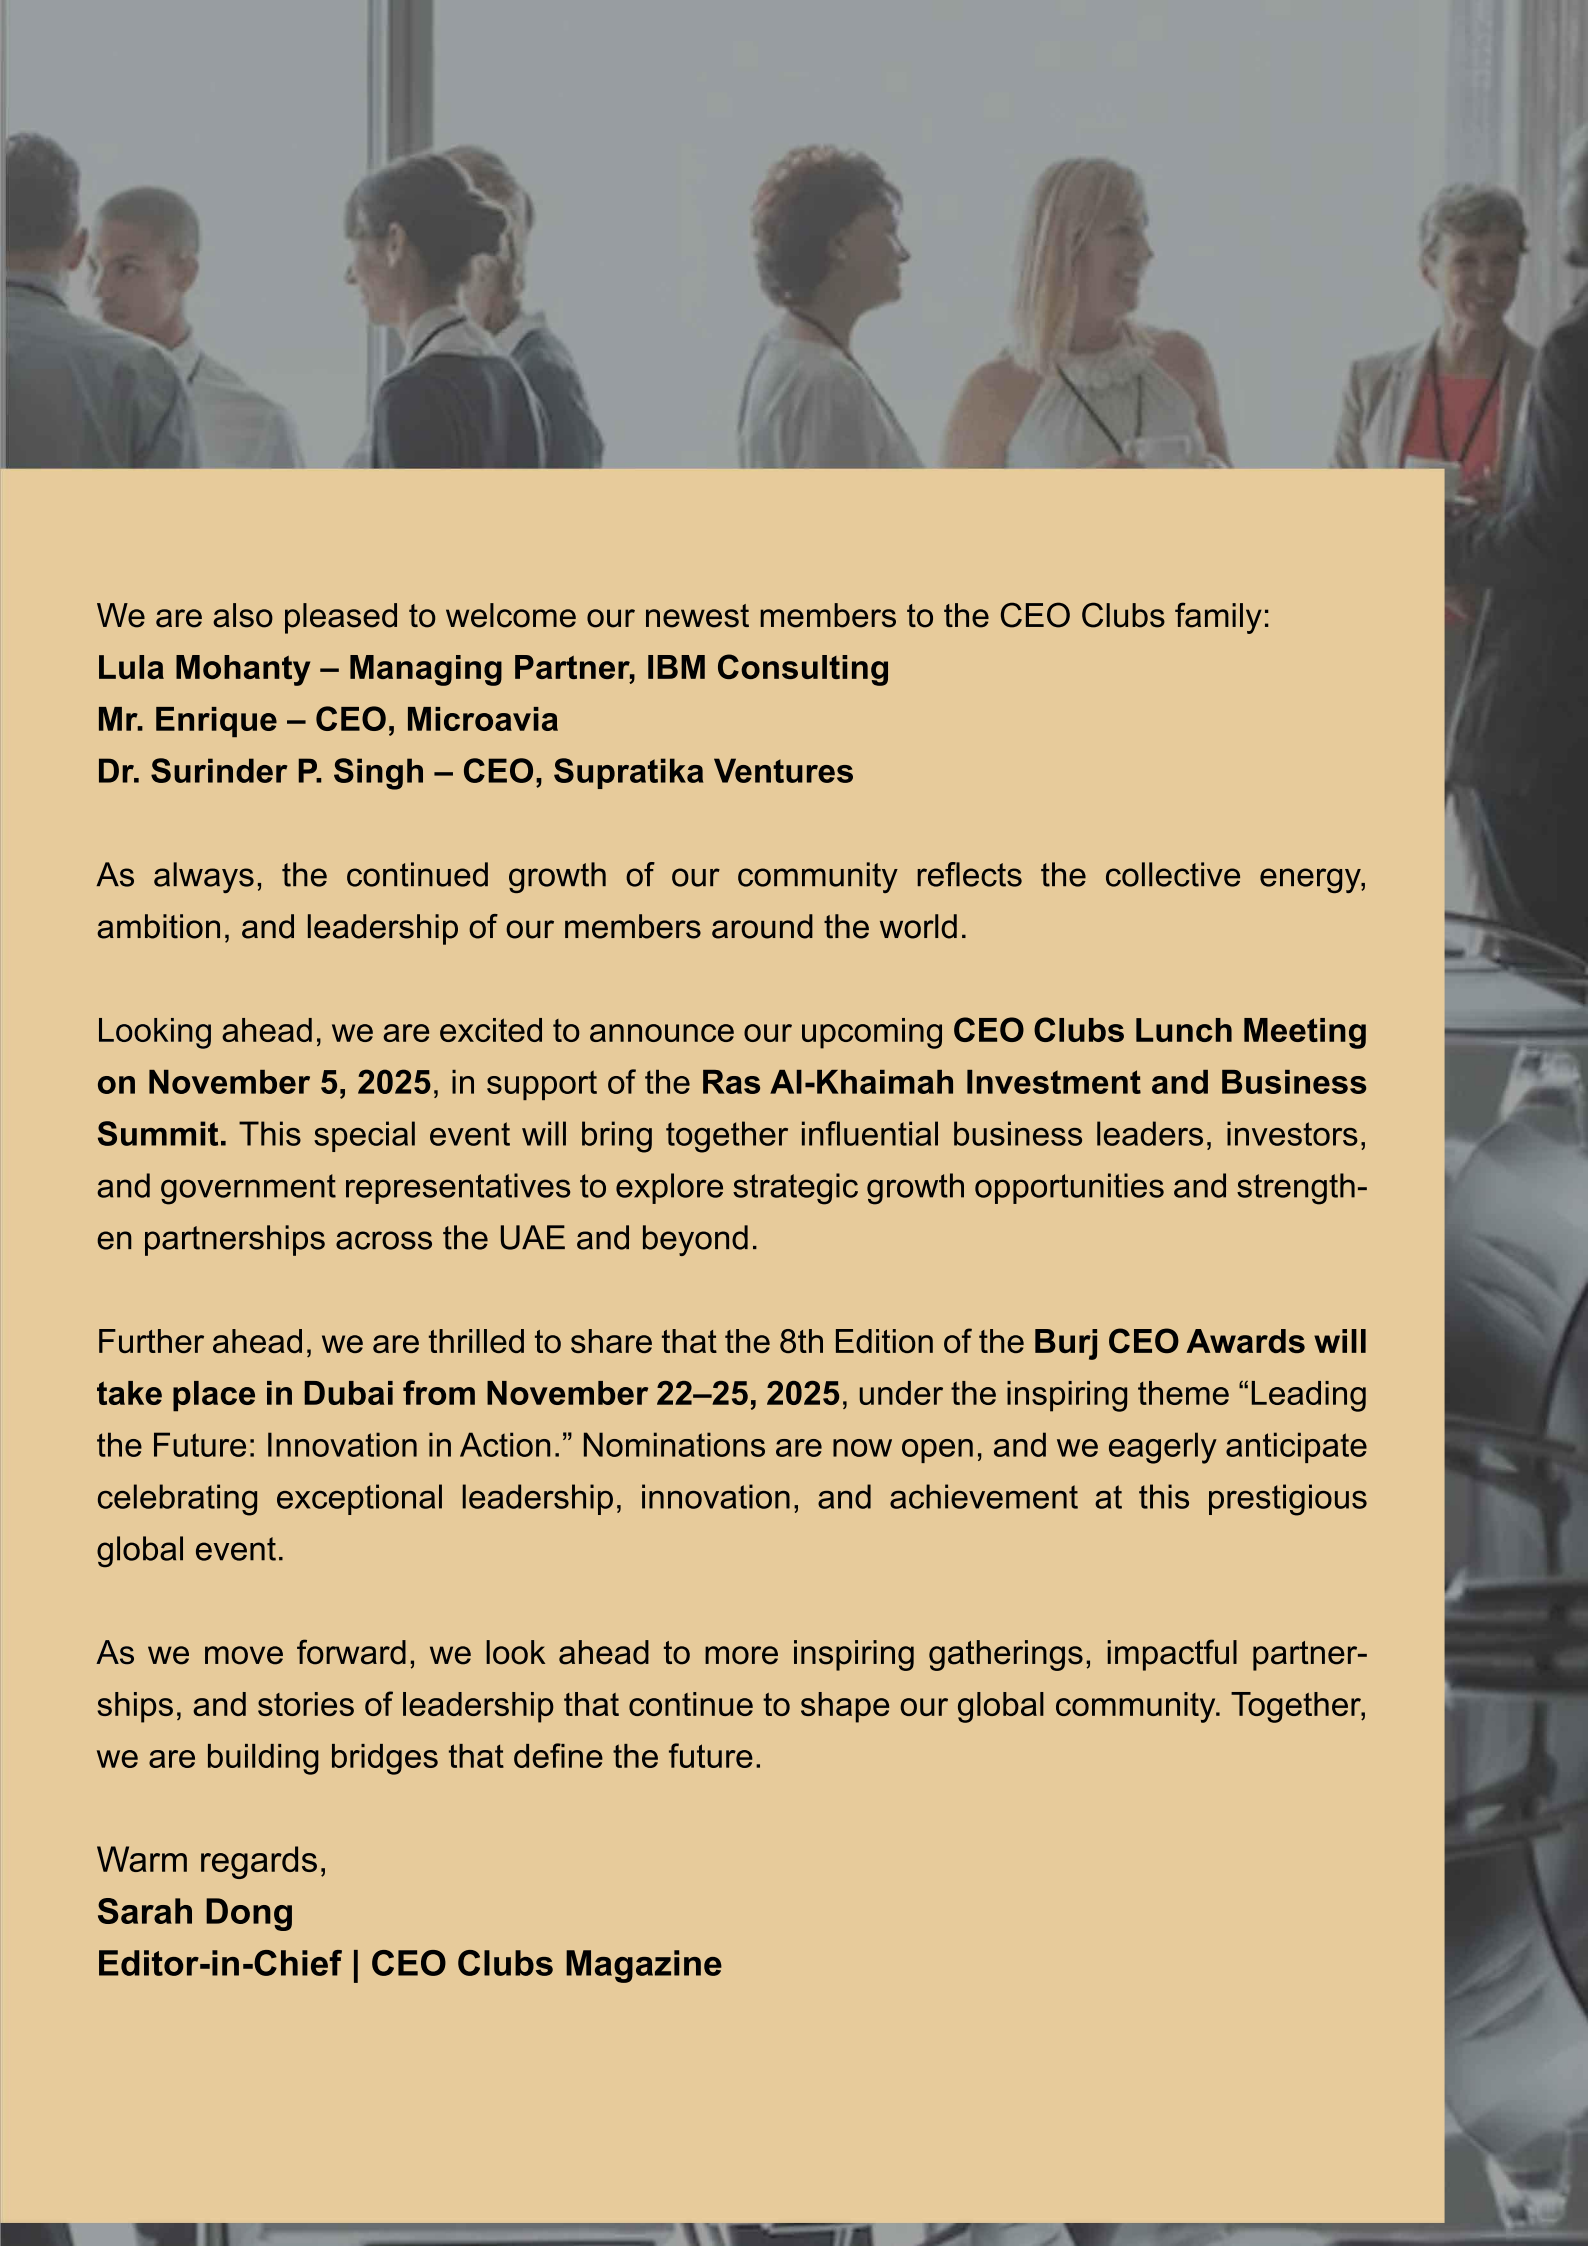 We are also pleased to welcome our newest members to the CEO Clubs family:
Lula Mohanty – Managing Partner, IBM Consulting
Mr. Enrique – CEO, Microavia
Dr. Surinder P. Singh – CEO, Supratika Ventures
As always, the continued growth of our community reflects the collective energy,
ambition, and leadership of our members around the world.
Looking ahead, we are excited to announce our upcoming CEO Clubs Lunch Meeting
on November 5, 2025, in support of the Ras Al-Khaimah Investment and Business
Summit. This special event will bring together influential business leaders, investors,
and government representatives to explore strategic growth opportunities and strength-
en partnerships across the UAE and beyond.
Further ahead, we are thrilled to share that the 8th Edition of the Burj CEO Awards will
take place in Dubai from November 22–25, 2025, under the inspiring theme “Leading
the Future: Innovation in Action.” Nominations are now open, and we eagerly anticipate
celebrating exceptional leadership, innovation, and achievement at this prestigious
global event.
As we move forward, we look ahead to more inspiring gatherings, impactful partner-
ships, and stories of leadership that continue to shape our global community. Together,
we are building bridges that define the future.
Warm regards,
Sarah Dong
Editor-in-Chief | CEO Clubs Magazine